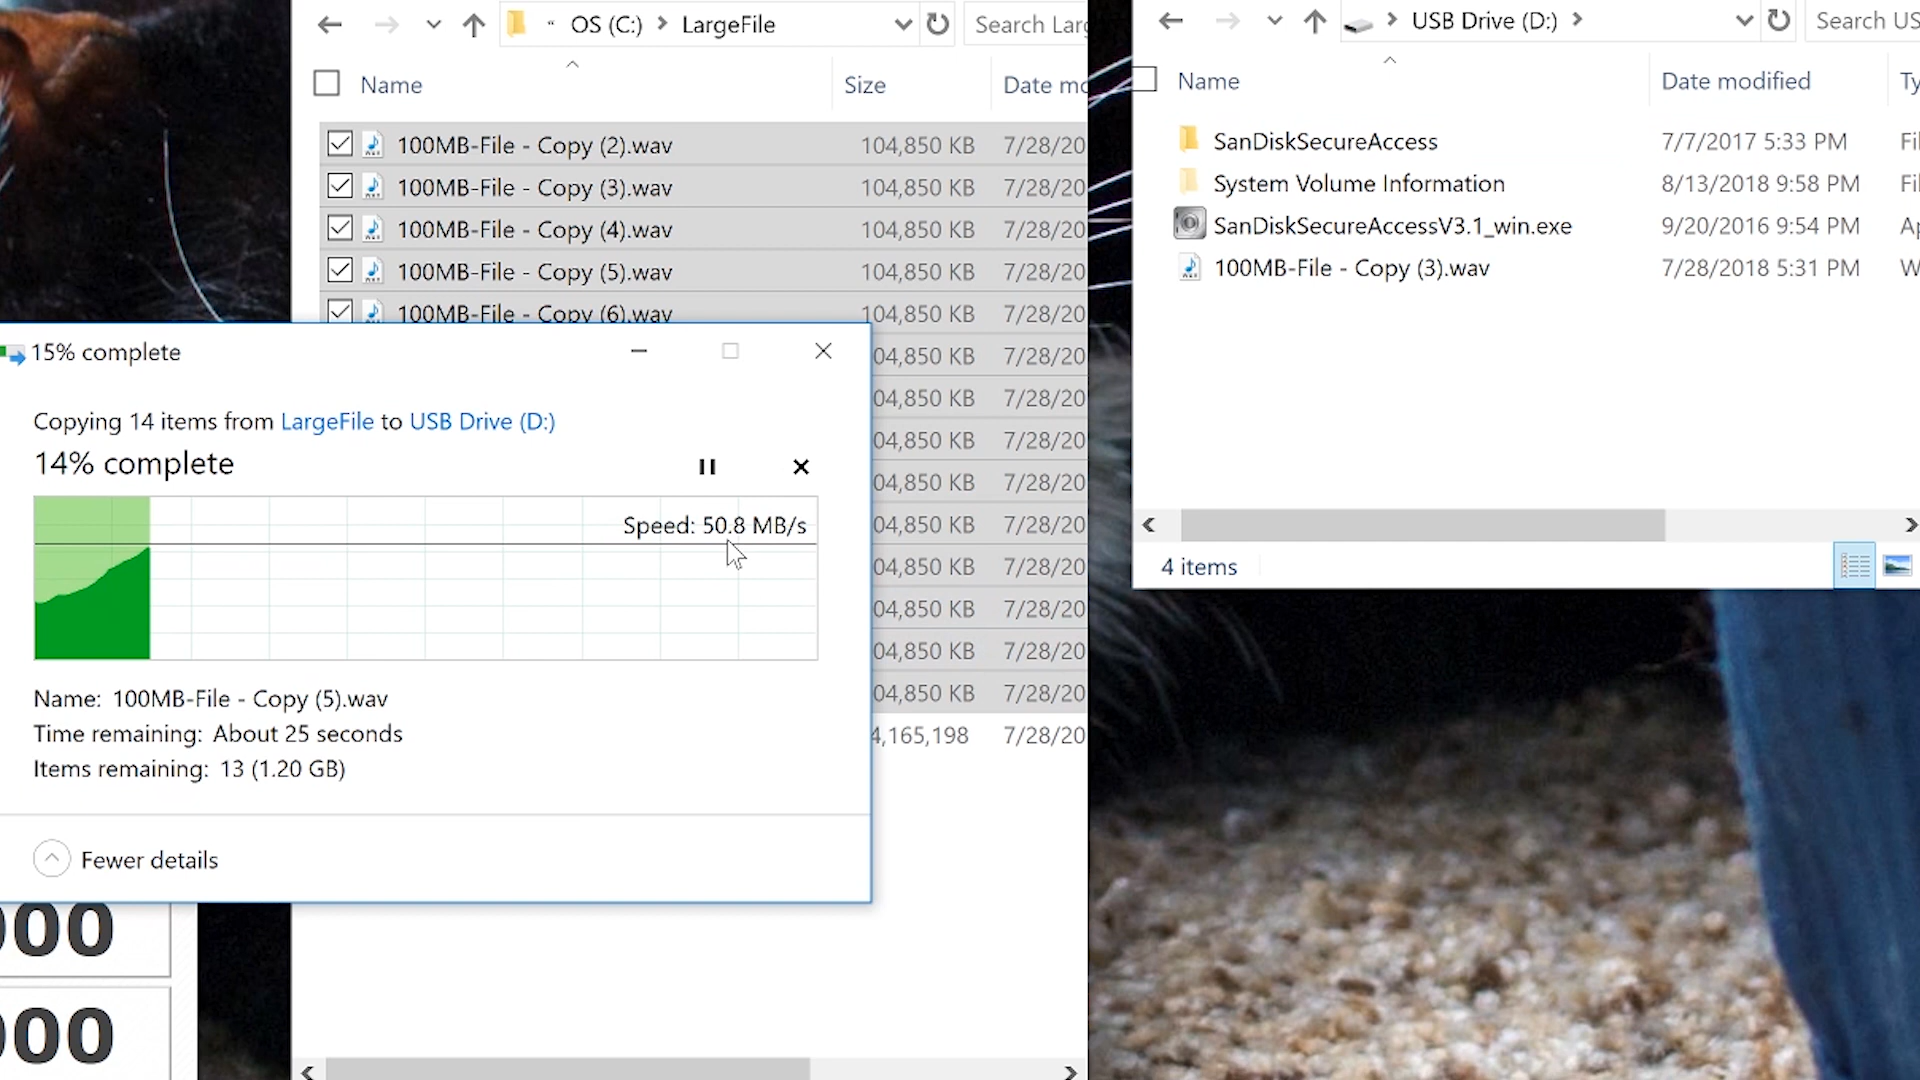 OS (C:) LargeFile
Search Larg
Name Size Date mo
100MB-File - Copy (2).wav 104,850 KB 7/28/20
100MB-File - Copy (3).wav 104,850 KB 7/28/20
100MB-File - Copy (4).wav 104,850 KB 7/28/20
100MB-File - Copy (5).wav 104,850 KB 7/28/20
100MB-File - Copy (6).wav 104,850 KB 7/28/20
04,850 KB 7/28/20
04,850 KB 7/28/20
04,850 KB 7/28/20
04,850 KB 7/28/20
04,850 KB 7/28/20
04,850 KB 7/28/20
04,850 KB 7/28/20
04,850 KB 7/28/20
04,850 KB 7/28/20
4,165,198 7/28/20
15% complete
Copying 14 items from LargeFile to USB Drive (D:)
14% complete
Speed: 50.8 MB/s
Name: 100MB-File - Copy (5).wav
Time remaining: About 25 seconds
Items remaining: 13 (1.20 GB)
Fewer details
000
000
USB Drive (D:)
Search US
Name Date modified Ty
SanDiskSecureAccess 7/7/2017 5:33 PM Fil
System Volume Information 8/13/2018 9:58 PM Fil
SanDiskSecureAccessV3.1_win.exe 9/20/2016 9:54 PM Ap
100MB-File - Copy (3).wav 7/28/2018 5:31 PM W
4 items